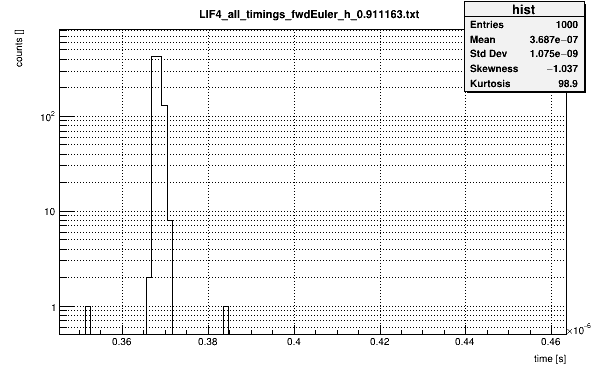 LIF4_all_timings_fwdEuler_h_0.911163.txt
hist
Entries 1000
Mean 3.687e−07
Std Dev 1.075e−09
Skewness −1.037
Kurtosis 98.9
counts []
10²
10
1
0.36 0.38 0.4 0.42 0.44 0.46
×10⁻⁶
time [s]